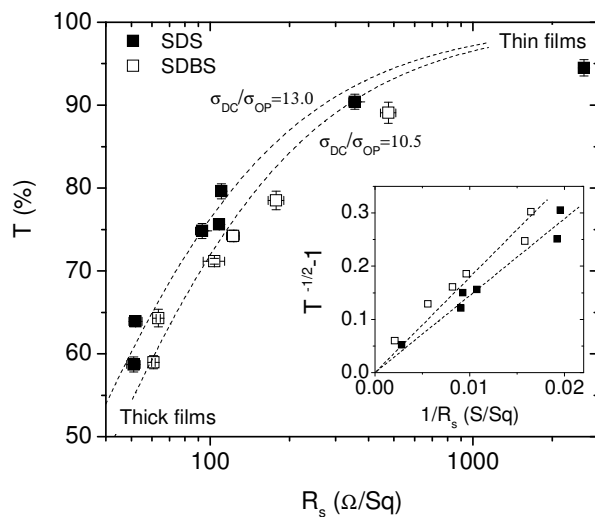 SDS
SDBS
Thin films
σDC/σOP=13.0
σDC/σOP=10.5
Thick films
T (%)
100
90
80
70
60
50
100
1000
Rs (Ω/Sq)
T -1/2-1
0.3
0.2
0.1
0.0
0.00
0.01
0.02
1/Rs (S/Sq)